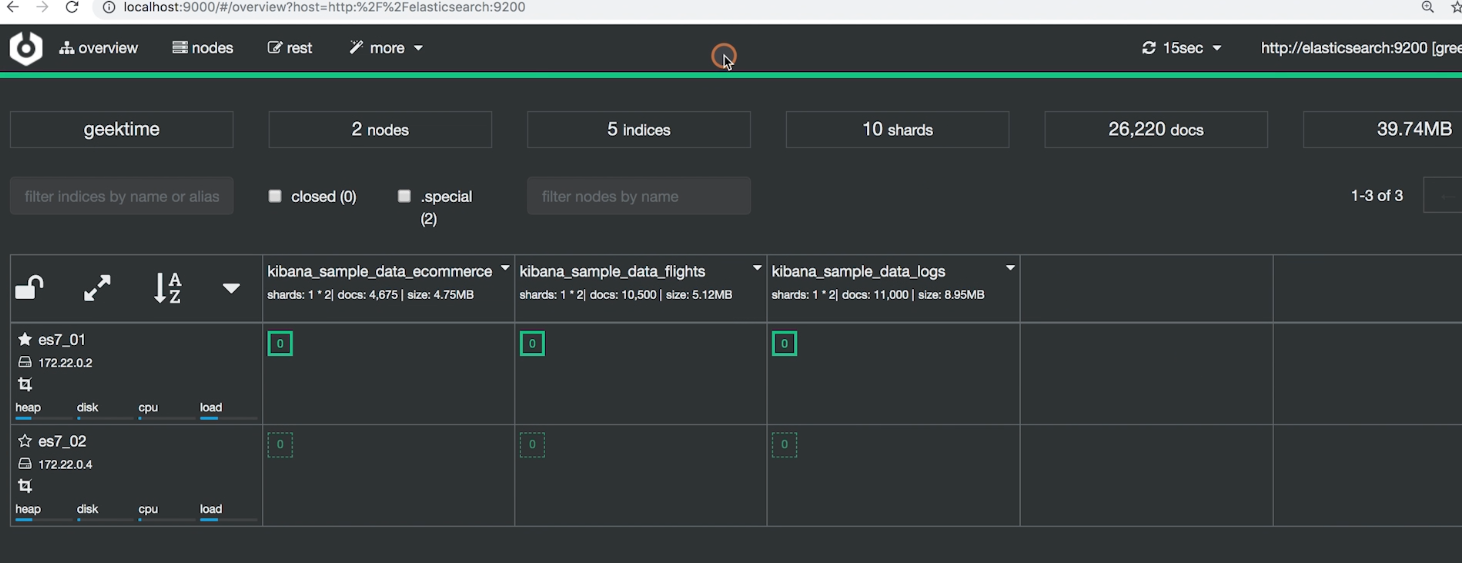 localhost:9000/#/overview?host=http:%2F%2Felasticsearch:9200
overview nodes rest more 15sec http://elasticsearch:9200 [gree
geektime 2 nodes 5 indices 10 shards 26,220 docs 39.74MB
filter indices by name or alias closed (0) .special (2) filter nodes by name 1-3 of 3
A
Z
kibana_sample_data_ecommerce kibana_sample_data_flights kibana_sample_data_logs
shards: 1 * 2| docs: 4,675 | size: 4.75MB shards: 1 * 2| docs: 10,500 | size: 5.12MB shards: 1 * 2| docs: 11,000 | size: 8.95MB
es7_01 0 0 0
172.22.0.2
heap disk cpu load
es7_02 0 0 0
172.22.0.4
heap disk cpu load